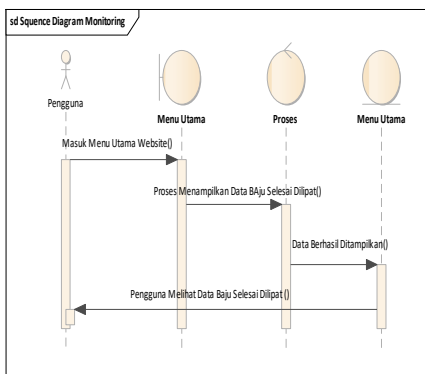 sd Squence Diagram Monitoring
Pengguna
Menu Utama
Proses
Menu Utama
Masuk Menu Utama Website()
Proses Menampilkan Data BAju Selesai Dilipat()
Data Berhasil Ditampilkan()
Pengguna Melihat Data Baju Selesai Dilipat ()